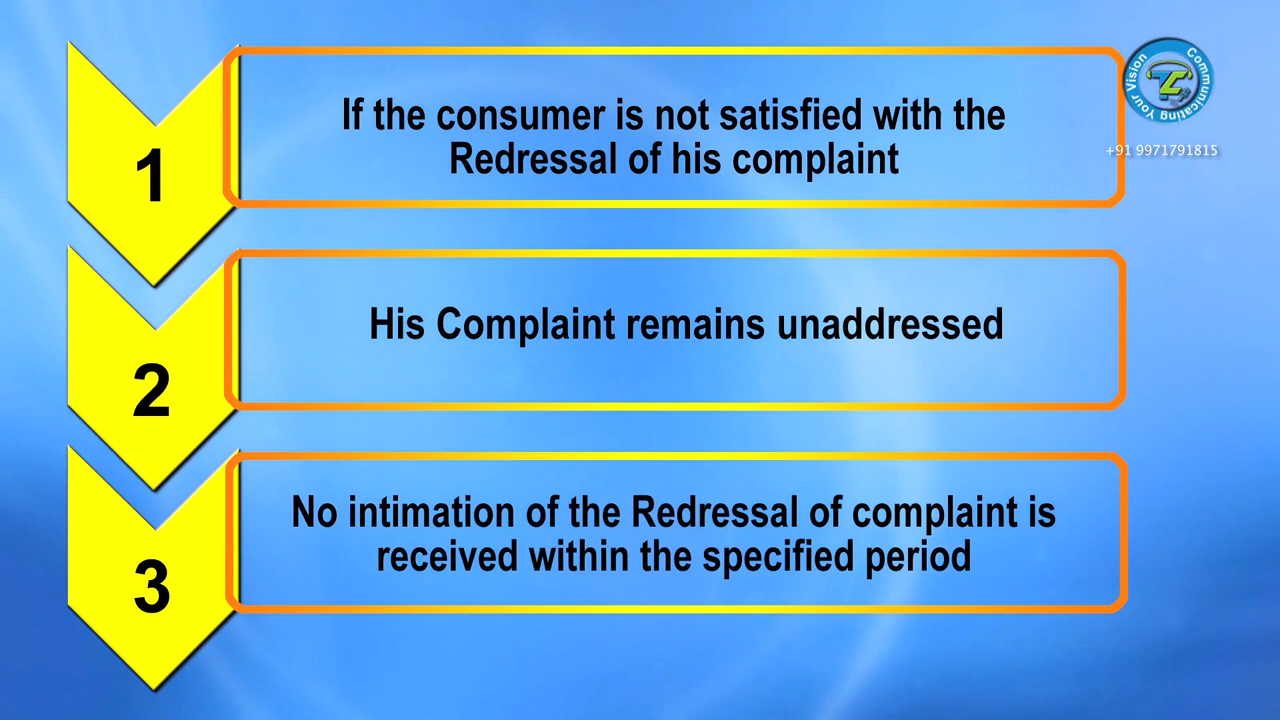 1
If the consumer is not satisfied with the
Redressal of his complaint
Communicating Your Vision
TC
+91 9971791815
2
His Complaint remains unaddressed
3
No intimation of the Redressal of complaint is
received within the specified period